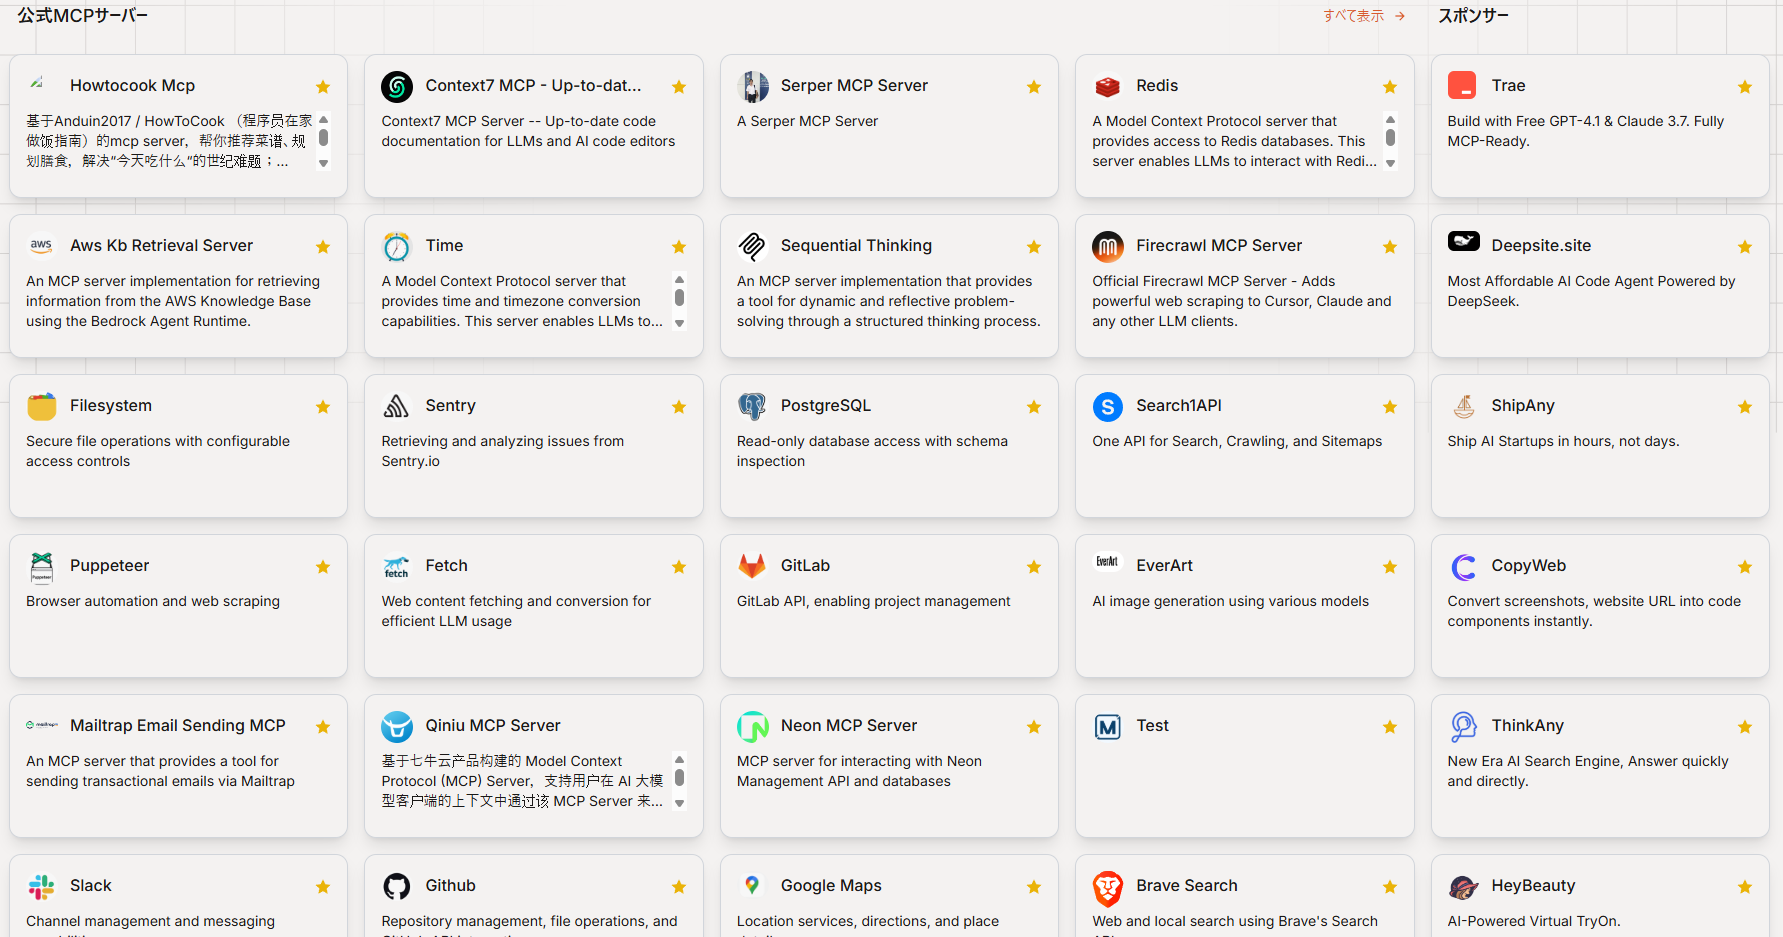 公式MCPサーバー
すべて表示 →
スポンサー
Howtocook Mcp
基于Anduin2017 / HowToCook （程序员在家
做饭指南）的mcp server，帮你推荐菜谱、规
划膳食，解决“今天吃什么“的世纪难题；...
Context7 MCP - Up-to-dat...
Context7 MCP Server -- Up-to-date code
documentation for LLMs and AI code editors
Serper MCP Server
A Serper MCP Server
Redis
A Model Context Protocol server that
provides access to Redis databases. This
server enables LLMs to interact with Redi...
Trae
Build with Free GPT-4.1 & Claude 3.7. Fully
MCP-Ready.
aws
Aws Kb Retrieval Server
An MCP server implementation for retrieving
information from the AWS Knowledge Base
using the Bedrock Agent Runtime.
Time
A Model Context Protocol server that
provides time and timezone conversion
capabilities. This server enables LLMs to...
Sequential Thinking
An MCP server implementation that provides
a tool for dynamic and reflective problem-
solving through a structured thinking process.
Firecrawl MCP Server
Official Firecrawl MCP Server - Adds
powerful web scraping to Cursor, Claude and
any other LLM clients.
Deepsite.site
Most Affordable AI Code Agent Powered by
DeepSeek.
Filesystem
Secure file operations with configurable
access controls
Sentry
Retrieving and analyzing issues from
Sentry.io
PostgreSQL
Read-only database access with schema
inspection
S
Search1API
One API for Search, Crawling, and Sitemaps
ShipAny
Ship AI Startups in hours, not days.
Puppeteer
Puppeteer
Browser automation and web scraping
fetch
Fetch
Web content fetching and conversion for
efficient LLM usage
GitLab
GitLab API, enabling project management
EverArt
EverArt
AI image generation using various models
CopyWeb
Convert screenshots, website URL into code
components instantly.
mailtrap
Mailtrap Email Sending MCP
An MCP server that provides a tool for
sending transactional emails via Mailtrap
Qiniu MCP Server
基于七牛云产品构建的 Model Context
Protocol (MCP) Server，支持用户在 AI 大模
型客户端的上下文中通过该 MCP Server 来...
Neon MCP Server
MCP server for interacting with Neon
Management API and databases
M
Test
ThinkAny
New Era AI Search Engine, Answer quickly
and directly.
Slack
Channel management and messaging
Github
Repository management, file operations, and
Google Maps
Location services, directions, and place
Brave Search
Web and local search using Brave's Search
HeyBeauty
AI-Powered Virtual TryOn.